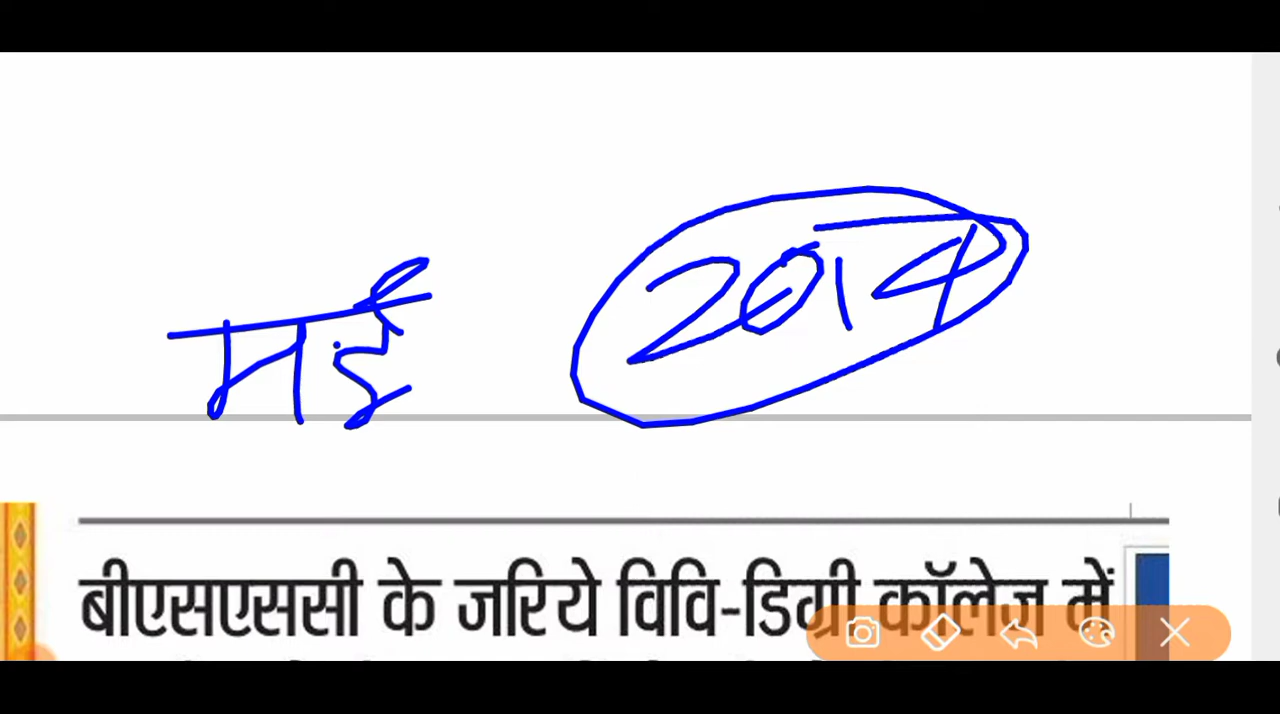 मई 2014
बीएसएससी के जरिये विवि-डिग्री कॉलेज में